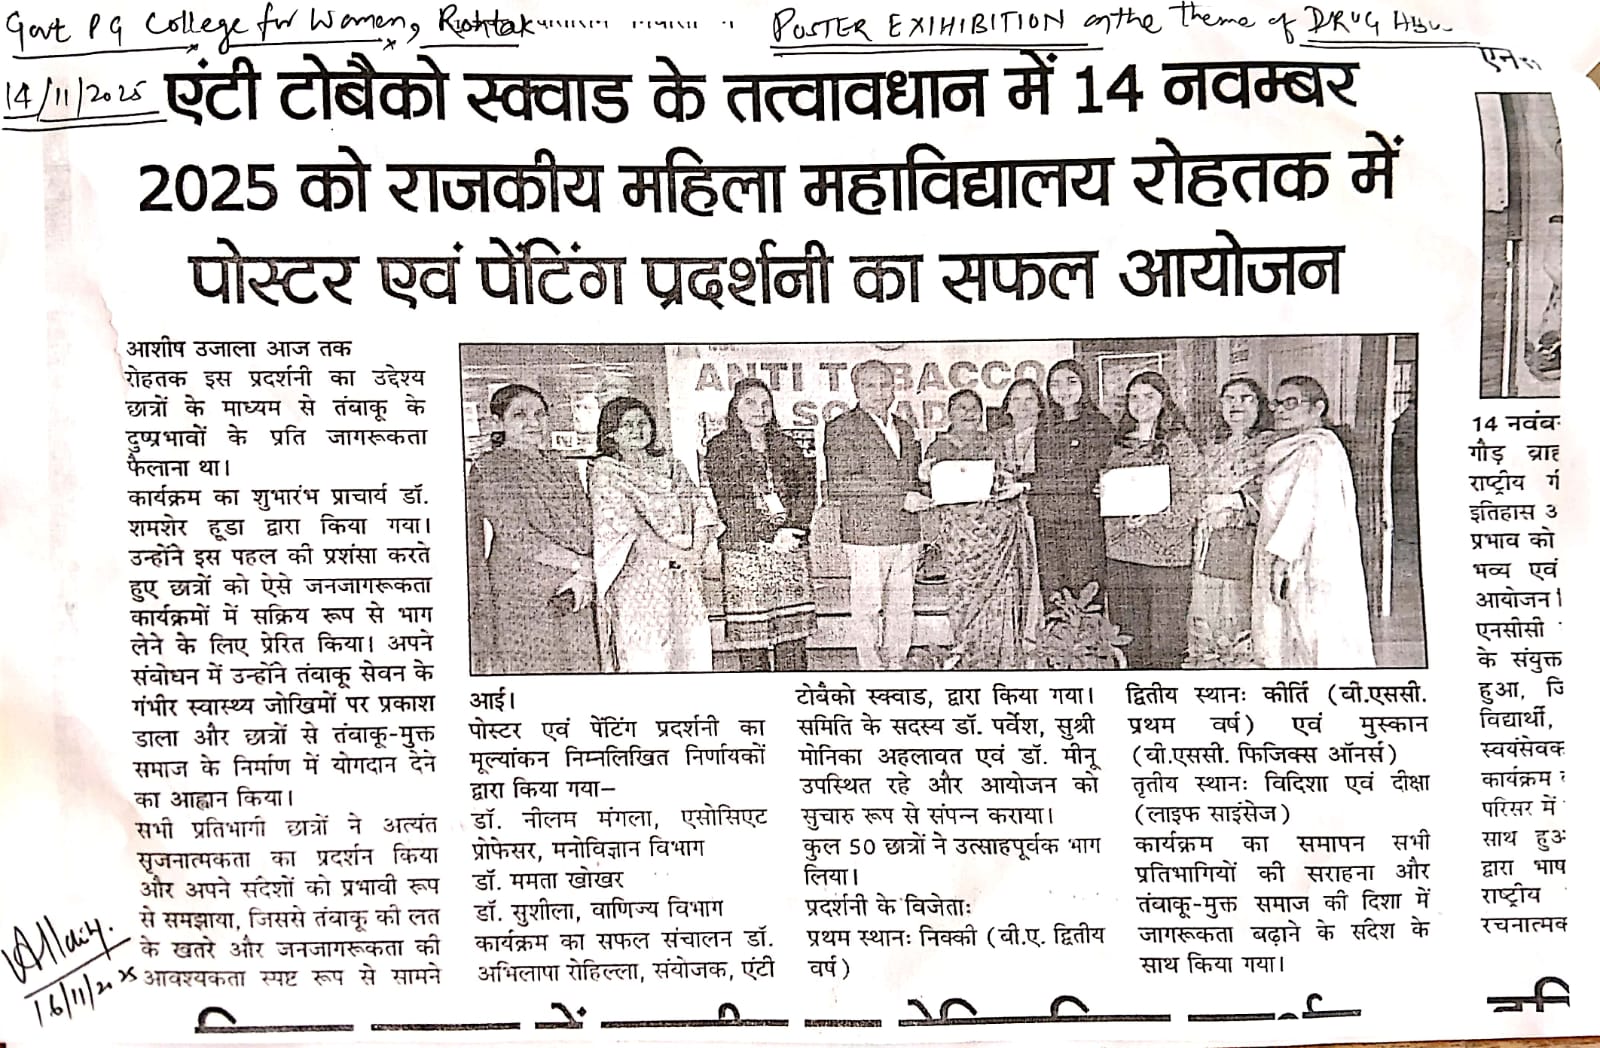 Govt PG College for Women, Rohtak
POSTER EXIHIBITION on the theme of DRUG
14/11/2025
एंटी टोबैको स्क्वाड के तत्वावधान में 14 नवम्बर
2025 को राजकीय महिला महाविद्यालय रोहतक में
पोस्टर एवं पेंटिंग प्रदर्शनी का सफल आयोजन
आशीष उजाला आज तक
रोहतक इस प्रदर्शनी का उद्देश्य
छात्रों के माध्यम से तंबाकू के
दुष्प्रभावों के प्रति जागरूकता
फैलाना था।
कार्यक्रम का शुभारंभ प्राचार्य डॉ.
शमशेर हूडा द्वारा किया गया।
उन्होंने इस पहल की प्रशंसा करते
हुए छात्रों को ऐसे जनजागरूकता
कार्यक्रमों में सक्रिय रूप से भाग
लेने के लिए प्रेरित किया। अपने
संबोधन में उन्होंने तंबाकू सेवन के
गंभीर स्वास्थ्य जोखिमों पर प्रकाश
डाला और छात्रों से तंबाकू-मुक्त
समाज के निर्माण में योगदान देने
का आह्वान किया।
सभी प्रतिभागी छात्रों ने अत्यंत
सृजनात्मकता का प्रदर्शन किया
और अपने संदेशों को प्रभावी रूप
से समझाया, जिससे तंबाकू की लत
के खतरे और जनजागरूकता की
आवश्यकता स्पष्ट रूप से सामने
16/11/2025
ANTI TOBACCO
SQUAD
आई।
पोस्टर एवं पेंटिंग प्रदर्शनी का
मूल्यांकन निम्नलिखित निर्णायकों
द्वारा किया गया–
डॉ. नीलम मंगला, एसोसिएट
प्रोफेसर, मनोविज्ञान विभाग
डॉ. ममता खोखर
डॉ. सुशीला, वाणिज्य विभाग
कार्यक्रम का सफल संचालन डॉ.
अभिलाषा रोहिल्ला, संयोजक, एंटी
टोबैको स्क्वाड, द्वारा किया गया।
समिति के सदस्य डॉ. पर्वेश, सुश्री
मोनिका अहलावत एवं डॉ. मीनू
उपस्थित रहे और आयोजन को
सुचारु रूप से संपन्न कराया।
कुल 50 छात्रों ने उत्साहपूर्वक भाग
लिया।
प्रदर्शनी के विजेताः
प्रथम स्थानः निक्की (बी.ए. द्वितीय
वर्ष)
द्वितीय स्थानः कीर्ति (बी.एससी.
प्रथम वर्ष) एवं मुस्कान
(बी.एससी. फिजिक्स ऑनर्स)
तृतीय स्थानः विदिशा एवं दीक्षा
(लाइफ साइंसेज)
कार्यक्रम का समापन सभी
प्रतिभागियों की सराहना और
तंबाकू-मुक्त समाज की दिशा में
जागरूकता बढ़ाने के संदेश के
साथ किया गया।
14
गौड़
राष्ट्रीय
इतिहास
प्रभाव को
भव्य एवं
आयोजन
एनसीसी
के संयुक्त
हुआ,
विद्यार्थी,
स्वयंसेवक
कार्यक्रम
परिसर में
साथ
द्वारा
राष्ट्रीय
रचनात्मक